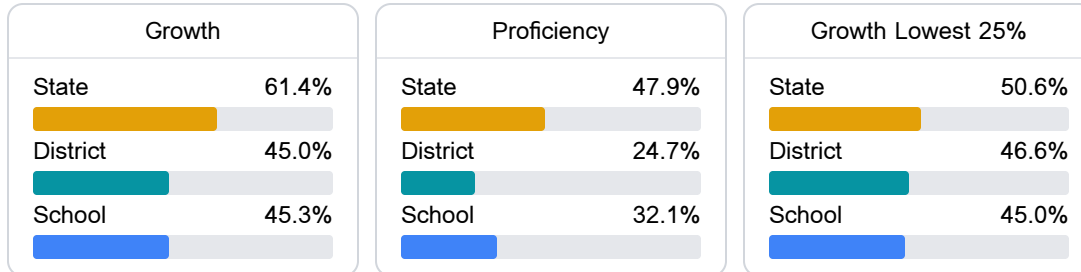 Growth
State 61.4%
District 45.0%
School 45.3%
Proficiency
State 47.9%
District 24.7%
School 32.1%
Growth Lowest 25%
State 50.6%
District 46.6%
School 45.0%